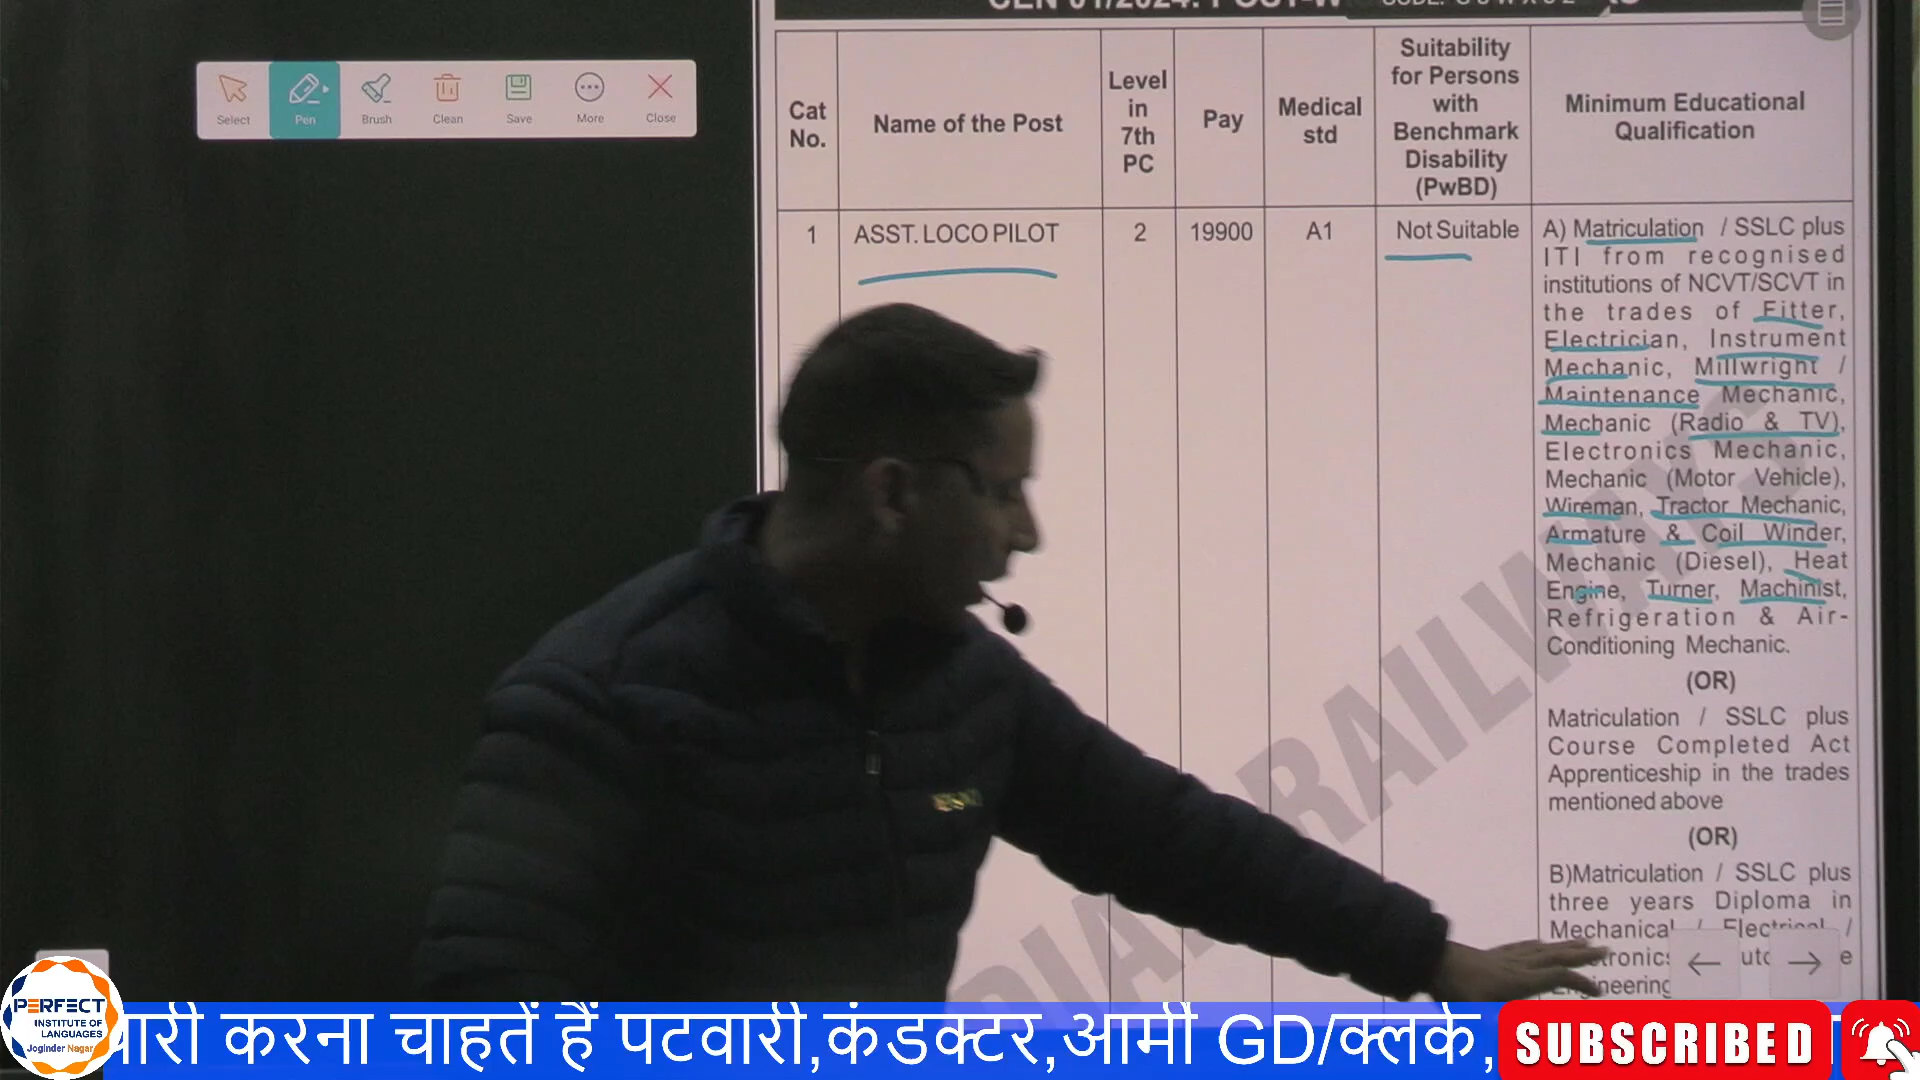 CEN 01/2024: POST-W
Select
Pen
Brush
Clean
Save
More
Close
Cat No.
Name of the Post
Level in 7th PC
Pay
Medical std
Suitability for Persons with Benchmark Disability (PwBD)
Minimum Educational Qualification
1
ASST. LOCO PILOT
2
19900
A1
Not Suitable
A) Matriculation / SSLC plus
ITI from recognised
institutions of NCVT/SCVT in
the trades of Fitter,
Electrician, Instrument
Mechanic, Millwright /
Maintenance Mechanic,
Mechanic (Radio & TV),
Electronics Mechanic,
Mechanic (Motor Vehicle),
Wireman, Tractor Mechanic,
Armature & Coil Winder,
Mechanic (Diesel), Heat
Engine, Turner, Machinist,
Refrigeration & Air-
Conditioning Mechanic.
(OR)
Matriculation / SSLC plus
Course Completed Act
Apprenticeship in the trades
mentioned above
(OR)
B)Matriculation / SSLC plus
three years Diploma in
Mechanical / Electrical /
RAILWAYS
PERFECT
INSTITUTE OF
LANGUAGES
Joginder Nagar
करना चाहतें हैं पटवारी,कंडक्टर,आर्मी GD/क्लर्क,
SUBSCRIBED